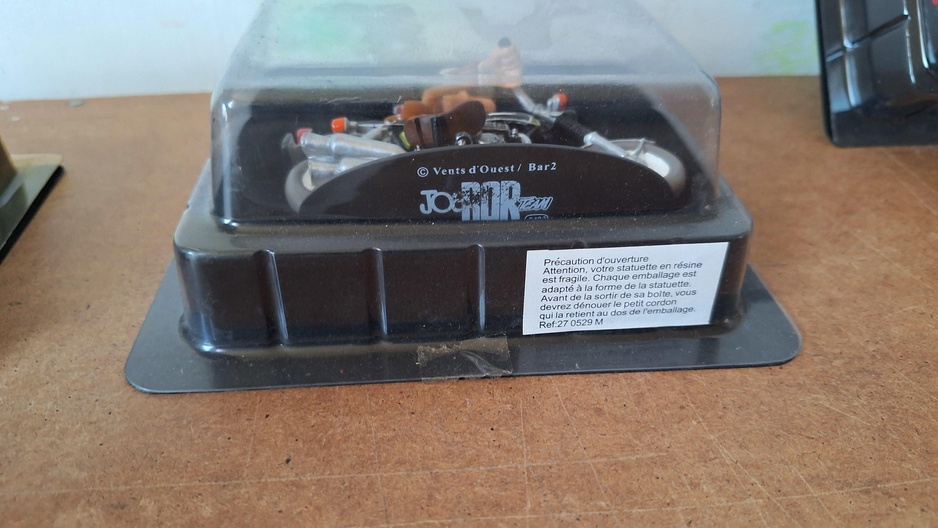 © Vents d'Ouest / Bar2
JOE BAR TEAM
Précaution d'ouverture
Attention, votre statuette en résine
est fragile. Chaque emballage est
adapté à la forme de la statuette.
Avant de la sortir de sa boîte, vous
devrez dénouer le petit cordon
qui la retient au dos de l'emballage.
Ref:27 0529 M